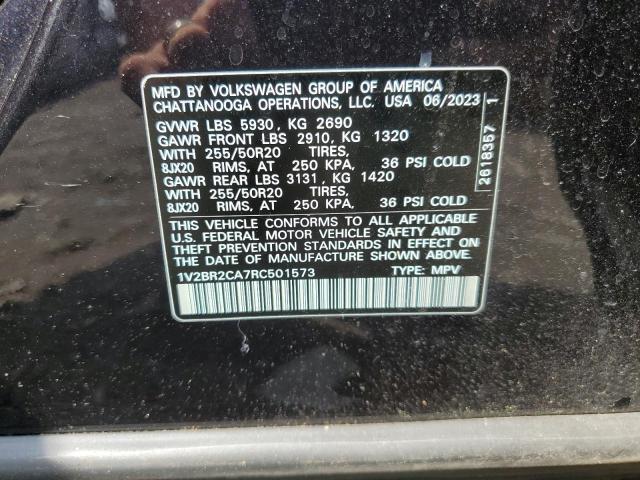 MFD BY VOLKSWAGEN GROUP OF AMERICA
CHATTANOOGA OPERATIONS, LLC. USA 06/2023
GVWR LBS 5930, KG 2690
GAWR FRONT LBS 2910, KG 1320
WITH 255/50R20 TIRES,
8JX20 RIMS, AT 250 KPA, 36 PSI COLD
GAWR REAR LBS 3131, KG 1420
WITH 255/50R20 TIRES,
8JX20 RIMS, AT 250 KPA, 36 PSI COLD
THIS VEHICLE CONFORMS TO ALL APPLICABLE
U.S. FEDERAL MOTOR VEHICLE SAFETY AND
THEFT PREVENTION STANDARDS IN EFFECT ON
THE DATE OF MANUFACTURE SHOWN ABOVE.
1V2BR2CA7RC501573 TYPE: MPV
2618357 1